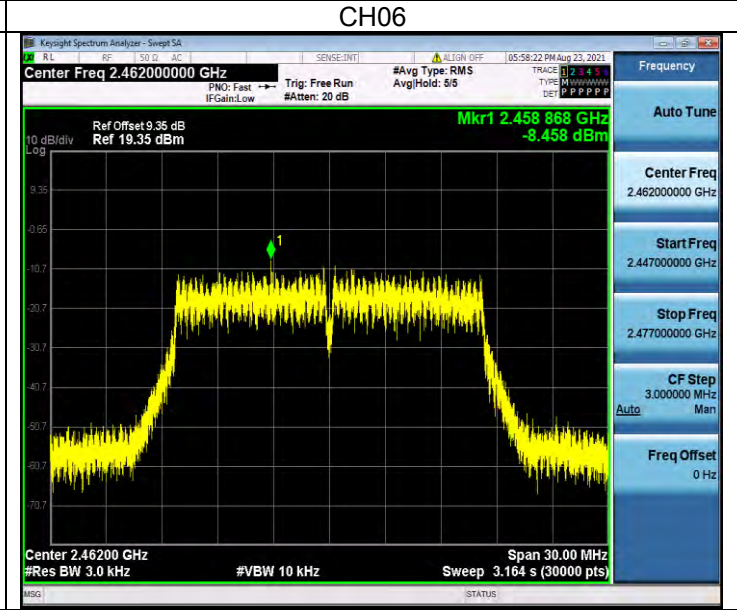 CH06
Keysight Spectrum Analyzer - Swept SA
RL RF 50 Ω AC SENSE:INT ALIGN OFF 05:58:22 PM Aug 23, 2021
Center Freq 2.462000000 GHz
PNO: Fast
IFGain:Low
Trig: Free Run
#Atten: 20 dB
#Avg Type: RMS
Avg|Hold: 5/5
TRACE 1 2 3 4 5 6
TYPE M W W W W W
DET P P P P P P
Ref Offset 9.35 dB
10 dB/div Ref 19.35 dBm
Log
Mkr1 2.458 868 GHz
-8.458 dBm
9.35
-0.65
1
-10.7
-20.7
-30.7
-40.7
-50.7
-60.7
-70.7
Center 2.46200 GHz
Span 30.00 MHz
#Res BW 3.0 kHz
#VBW 10 kHz
Sweep 3.164 s (30000 pts)
MSG
STATUS
Frequency
Auto Tune
Center Freq
2.462000000 GHz
Start Freq
2.447000000 GHz
Stop Freq
2.477000000 GHz
CF Step
3.000000 MHz
Auto Man
Freq Offset
0 Hz